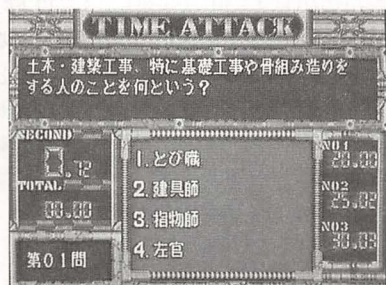 TIME ATTACK
土木・建築工事、特に基礎工事や骨組み造りを
する人のことを何という?
SECOND
0.72
TOTAL
00.00
第01問
1. とび職
2. 建具師
3. 指物師
4. 左官
NO1
20.00
NO2
25.02
NO3
30.03